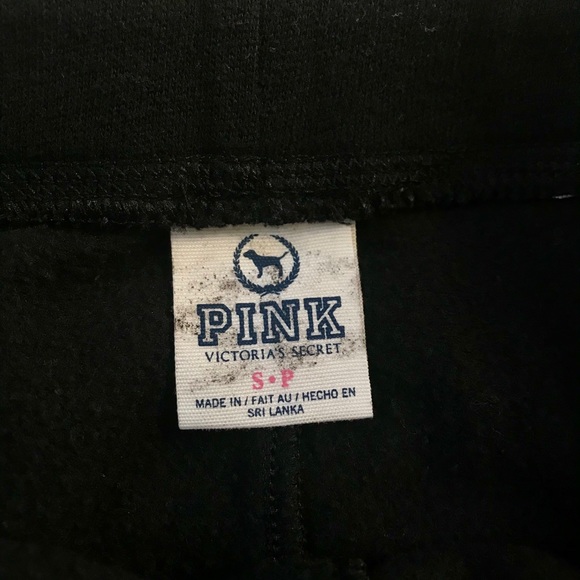 PINK
VICTORIA'S SECRET
S•P
MADE IN / FAIT AU / HECHO EN
SRI LANKA